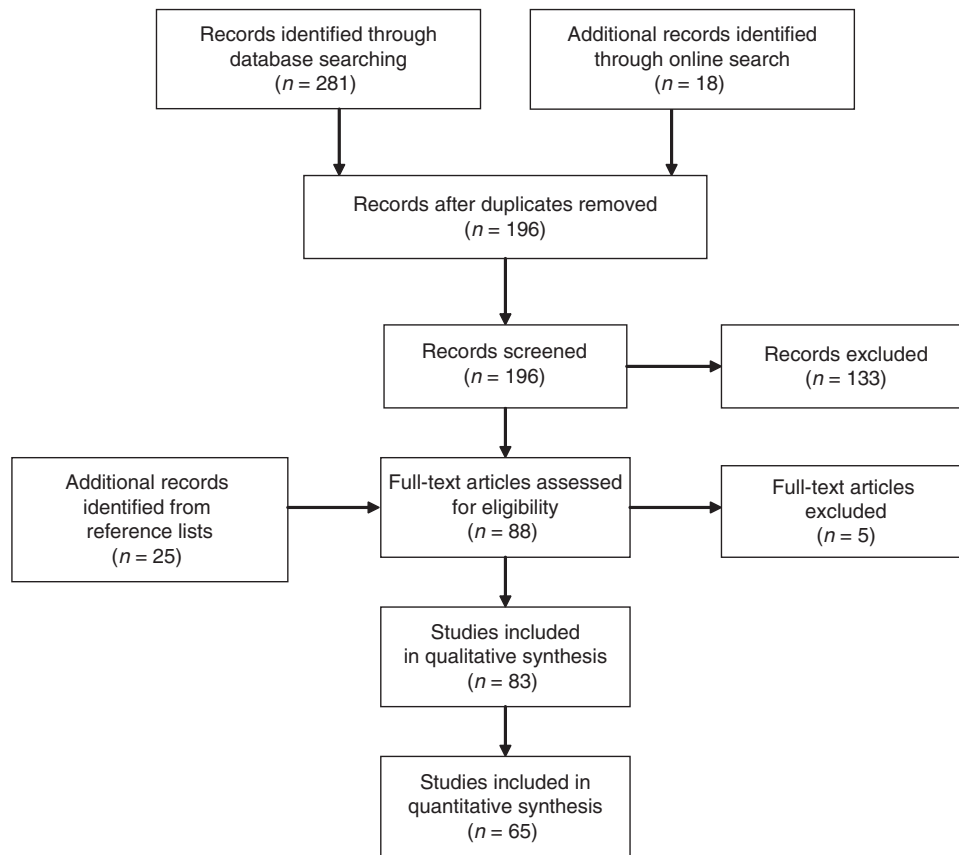 Records identified through
database searching
(n = 281)
Additional records identified
through online search
(n = 18)
Records after duplicates removed
(n = 196)
Records screened
(n = 196)
Records excluded
(n = 133)
Additional records
identified from
reference lists
(n = 25)
Full-text articles assessed
for eligibility
(n = 88)
Full-text articles
excluded
(n = 5)
Studies included
in qualitative synthesis
(n = 83)
Studies included in
quantitative synthesis
(n = 65)